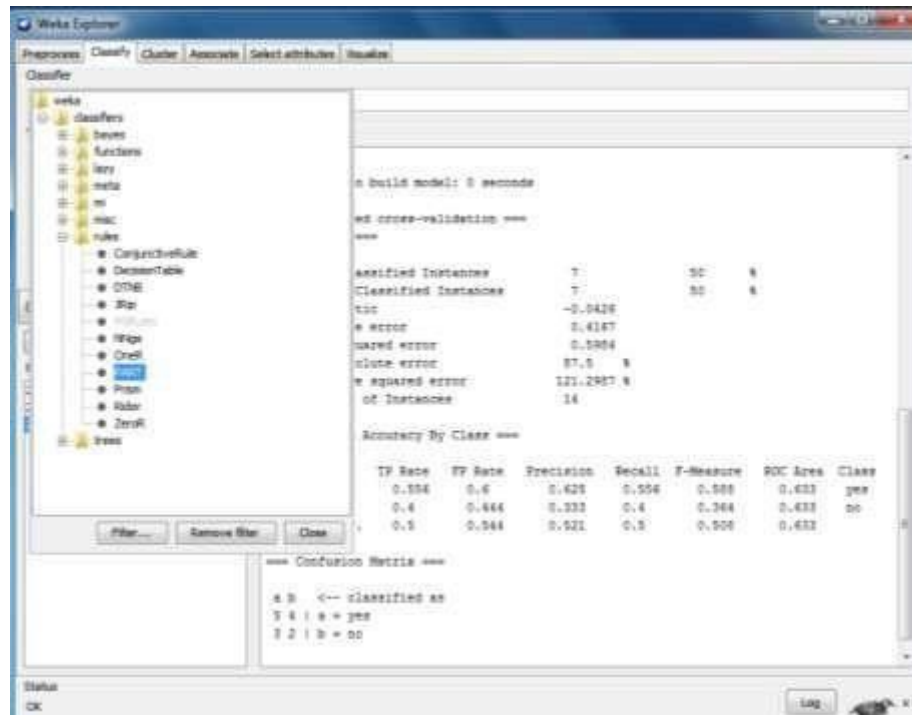 Weka Explorer
Preprocess Classify Cluster Associate Select attributes Visualize
Classifier
weka
classifiers
bayes
functions
lazy
meta
mi
misc
rules
ConjunctiveRule
DecisionTable
DTNB
JRip
NNge
OneR
PART
Prism
Ridor
ZeroR
trees
Filter... Remove filter Close
n build model: 0 seconds
ed cross-validation ===
===
assified Instances 7 50 %
Classified Instances 7 50 %
tic -0.0426
e error 0.4167
uared error 0.5984
olute error 87.5 %
e squared error 121.2987 %
of Instances 14
Accuracy By Class ===
TP Rate FP Rate Precision Recall F-Measure ROC Area Class
0.556 0.6 0.625 0.556 0.588 0.633 yes
0.4 0.444 0.333 0.4 0.364 0.633 no
0.5 0.544 0.521 0.5 0.508 0.633
=== Confusion Matrix ===
a b <-- classified as
5 4 | a = yes
3 2 | b = no
Status
OK
Log
x